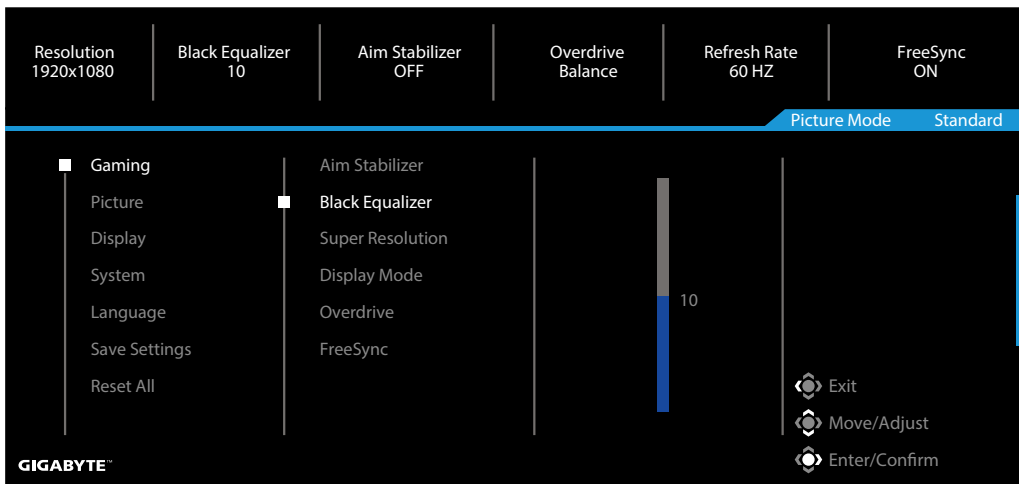 Resolution
1920x1080
Black Equalizer
10
Aim Stabilizer
OFF
Overdrive
Balance
Refresh Rate
60 HZ
FreeSync
ON
Picture Mode Standard
Gaming
Picture
Display
System
Language
Save Settings
Reset All
Aim Stabilizer
Black Equalizer
Super Resolution
Display Mode
Overdrive
FreeSync
10
Exit
Move/Adjust
Enter/Confirm
GIGABYTE™